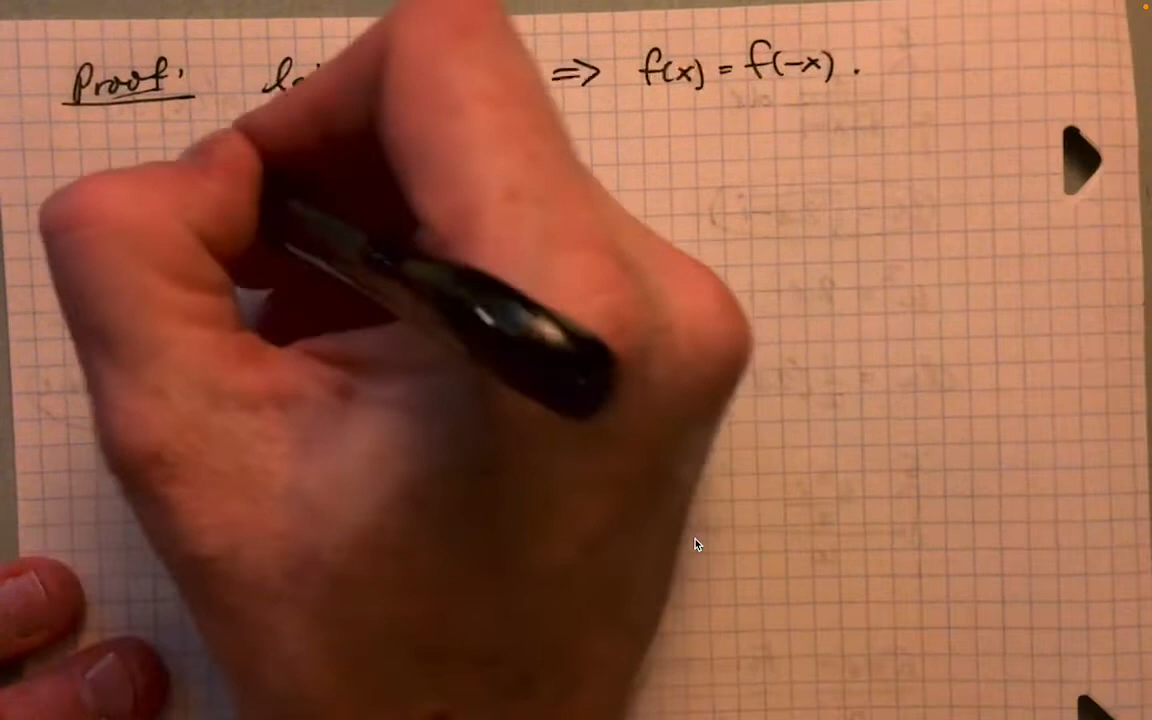 Proof. => f(x) = f(-x).